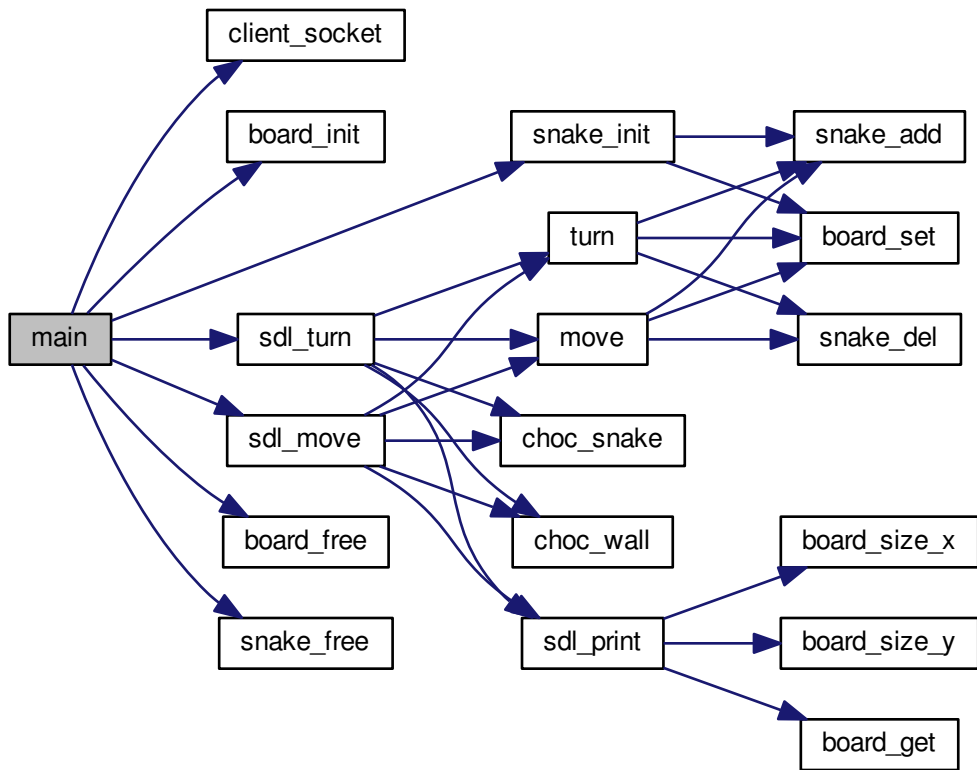 client_socket
board_init
snake_init
snake_add
turn
board_set
main
sdl_turn
move
snake_del
sdl_move
choc_snake
board_free
choc_wall
board_size_x
snake_free
sdl_print
board_size_y
board_get